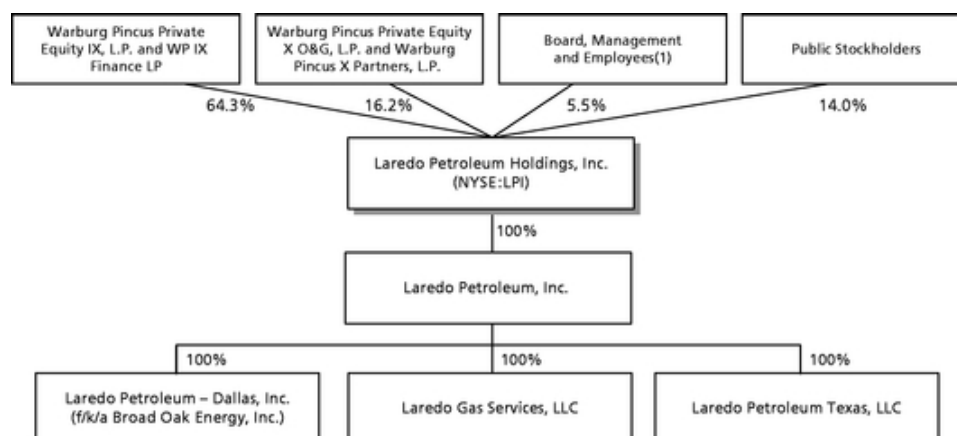 Warburg Pincus Private
Equity IX, L.P. and WP IX
Finance LP
Warburg Pincus Private Equity
X O&G, L.P. and Warburg
Pincus X Partners, L.P.
Board, Management
and Employees(1)
Public Stockholders
64.3%
16.2%
5.5%
14.0%
Laredo Petroleum Holdings, Inc.
(NYSE:LPI)
100%
Laredo Petroleum, Inc.
100%
100%
100%
Laredo Petroleum – Dallas, Inc.
(f/k/a Broad Oak Energy, Inc.)
Laredo Gas Services, LLC
Laredo Petroleum Texas, LLC